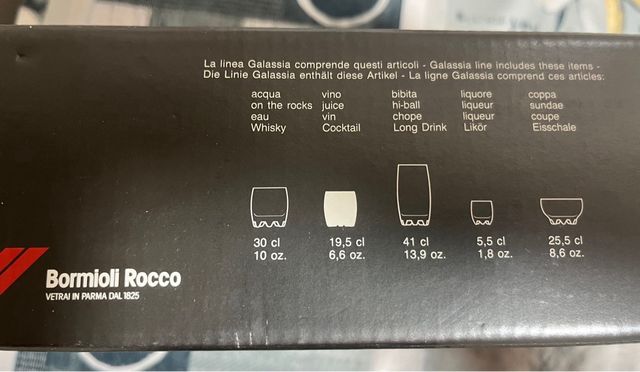 La linea Galassia comprende questi articoli - Galassia line includes these items -
Die Linie Galassia enthält diese Artikel - La ligne Galassia comprend ces articles:
acqua vino bibita liquore coppa
on the rocks juice hi-ball liqueur sundae
eau vin chope liqueur coupe
Whisky Cocktail Long Drink Likör Eisschale
30 cl 19,5 cl 41 cl 5,5 cl 25,5 cl
10 oz. 6,6 oz. 13,9 oz. 1,8 oz. 8,6 oz.
Bormioli Rocco
VETRAI IN PARMA DAL 1825